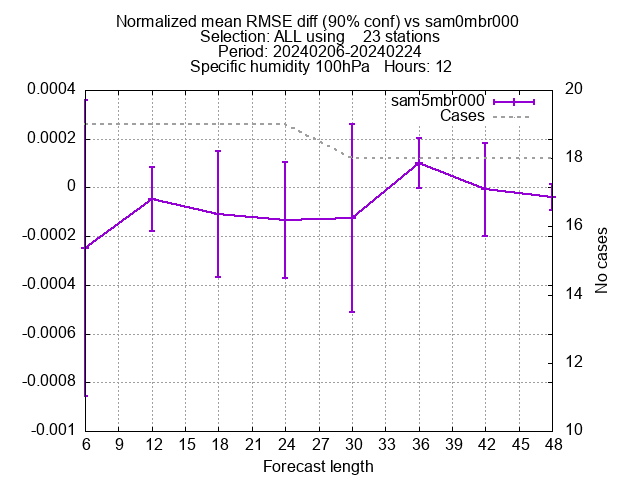 Normalized mean RMSE diff (90% conf) vs sam0mbr000
Selection: ALL using    23 stations
Period: 20240206-20240224
Specific humidity 100hPa   Hours: 12
sam5mbr000
Cases
0.0004
0.0002
0
-0.0002
-0.0004
-0.0006
-0.0008
-0.001
20
18
16
14
12
10
No cases
6 9 12 15 18 21 24 27 30 33 36 39 42 45 48
Forecast length